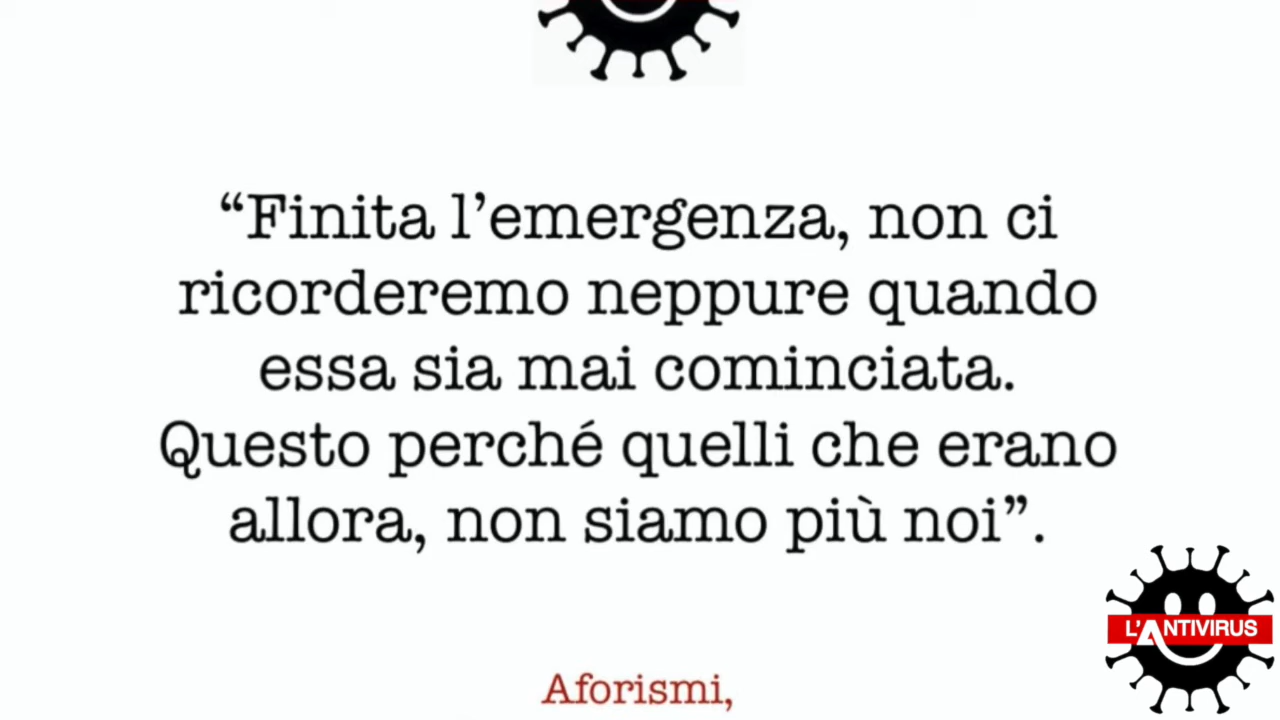 “Finita l’emergenza, non ci
ricorderemo neppure quando
essa sia mai cominciata.
Questo perché quelli che erano
allora, non siamo più noi”.
L’ANTIVIRUS
Aforismi,